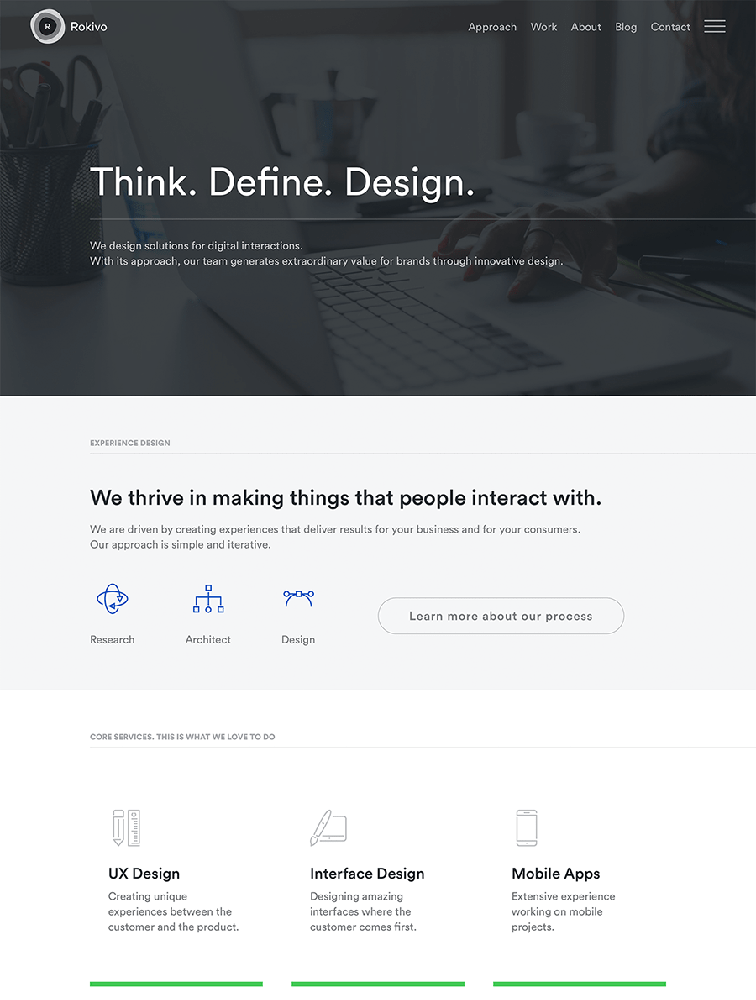 R Rokivo
Approach Work About Blog Contact
Think. Define. Design.
We design solutions for digital interactions.
With its approach, our team generates extraordinary value for brands through innovative design.
EXPERIENCE DESIGN
We thrive in making things that people interact with.
We are driven by creating experiences that deliver results for your business and for your consumers.
Our approach is simple and iterative.
Research Architect Design
Learn more about our process
CORE SERVICES. THIS IS WHAT WE LOVE TO DO
UX Design
Creating unique
experiences between the
customer and the product.
Interface Design
Designing amazing
interfaces where the
customer comes first.
Mobile Apps
Extensive experience
working on mobile
projects.